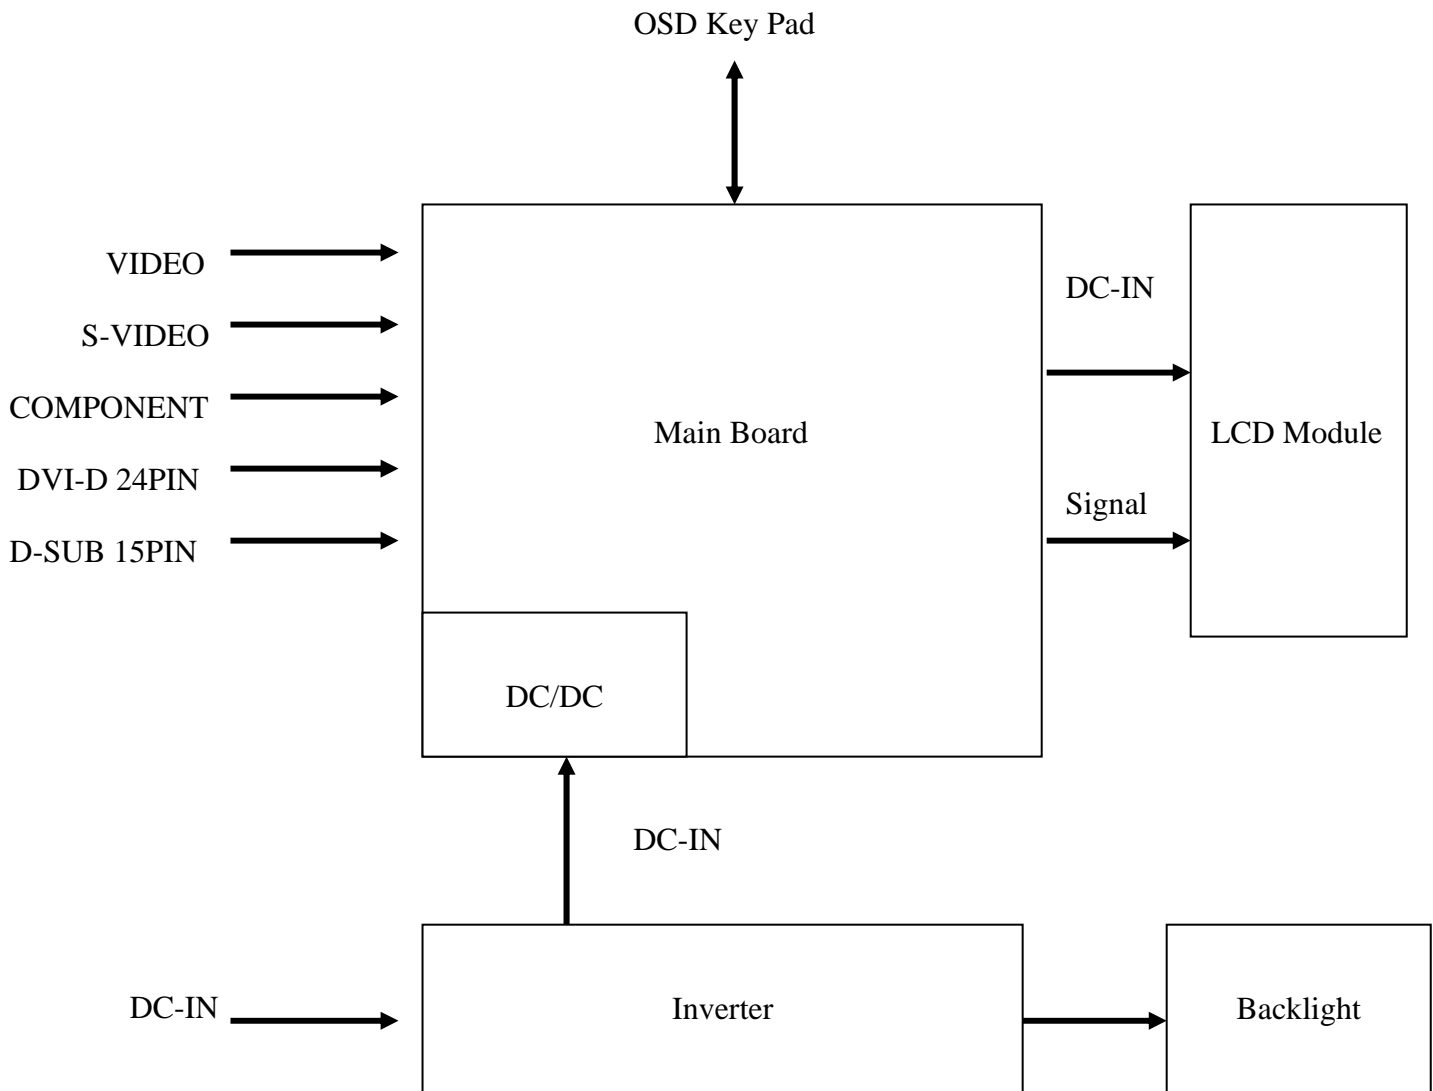 OSD Key Pad
VIDEO
S-VIDEO
COMPONENT
DVI-D 24PIN
D-SUB 15PIN
Main Board
DC-IN
Signal
LCD Module
DC/DC
DC-IN
DC-IN
Inverter
Backlight